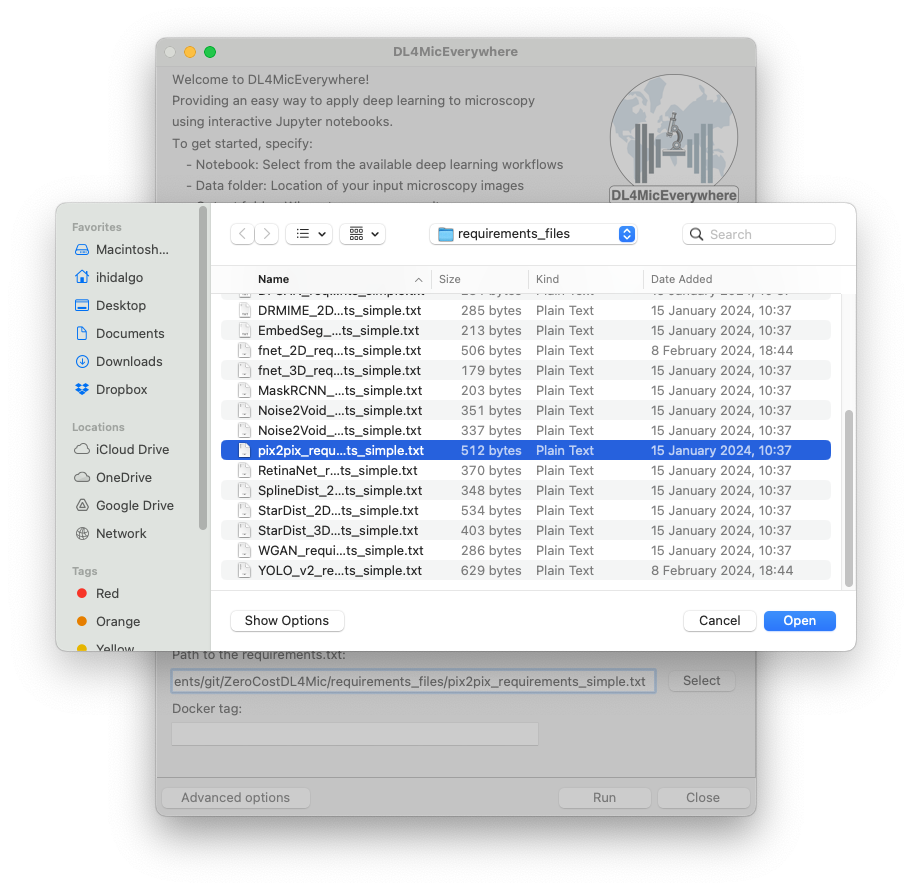 DL4MicEverywhere
Welcome to DL4MicEverywhere!
Providing an easy way to apply deep learning to microscopy
using interactive Jupyter notebooks.
To get started, specify:
- Notebook: Select from the available deep learning workflows
- Data folder: Location of your input microscopy images
DL4MicEverywhere
Favorites
Macintosh...
ihidalgo
Desktop
Documents
Downloads
Dropbox
Locations
iCloud Drive
OneDrive
Google Drive
Network
Tags
Red
Orange
Yellow
requirements_files
Search
Name Size Kind Date Added
DRMIME_2D...ts_simple.txt 285 bytes Plain Text 15 January 2024, 10:37
EmbedSeg_...ts_simple.txt 213 bytes Plain Text 15 January 2024, 10:37
fnet_2D_req...ts_simple.txt 506 bytes Plain Text 8 February 2024, 18:44
fnet_3D_req...ts_simple.txt 179 bytes Plain Text 15 January 2024, 10:37
MaskRCNN_...ts_simple.txt 203 bytes Plain Text 15 January 2024, 10:37
Noise2Void_...ts_simple.txt 351 bytes Plain Text 15 January 2024, 10:37
Noise2Void_...ts_simple.txt 337 bytes Plain Text 15 January 2024, 10:37
pix2pix_requ...ts_simple.txt 512 bytes Plain Text 15 January 2024, 10:37
RetinaNet_r...ts_simple.txt 370 bytes Plain Text 15 January 2024, 10:37
SplineDist_2...ts_simple.txt 348 bytes Plain Text 15 January 2024, 10:37
StarDist_2D...ts_simple.txt 534 bytes Plain Text 15 January 2024, 10:37
StarDist_3D...ts_simple.txt 403 bytes Plain Text 15 January 2024, 10:37
WGAN_requi...ts_simple.txt 286 bytes Plain Text 15 January 2024, 10:37
YOLO_v2_re...ts_simple.txt 629 bytes Plain Text 8 February 2024, 18:44
Show Options Cancel Open
Path to the requirements.txt:
ents/git/ZeroCostDL4Mic/requirements_files/pix2pix_requirements_simple.txt Select
Docker tag:
Advanced options Run Close